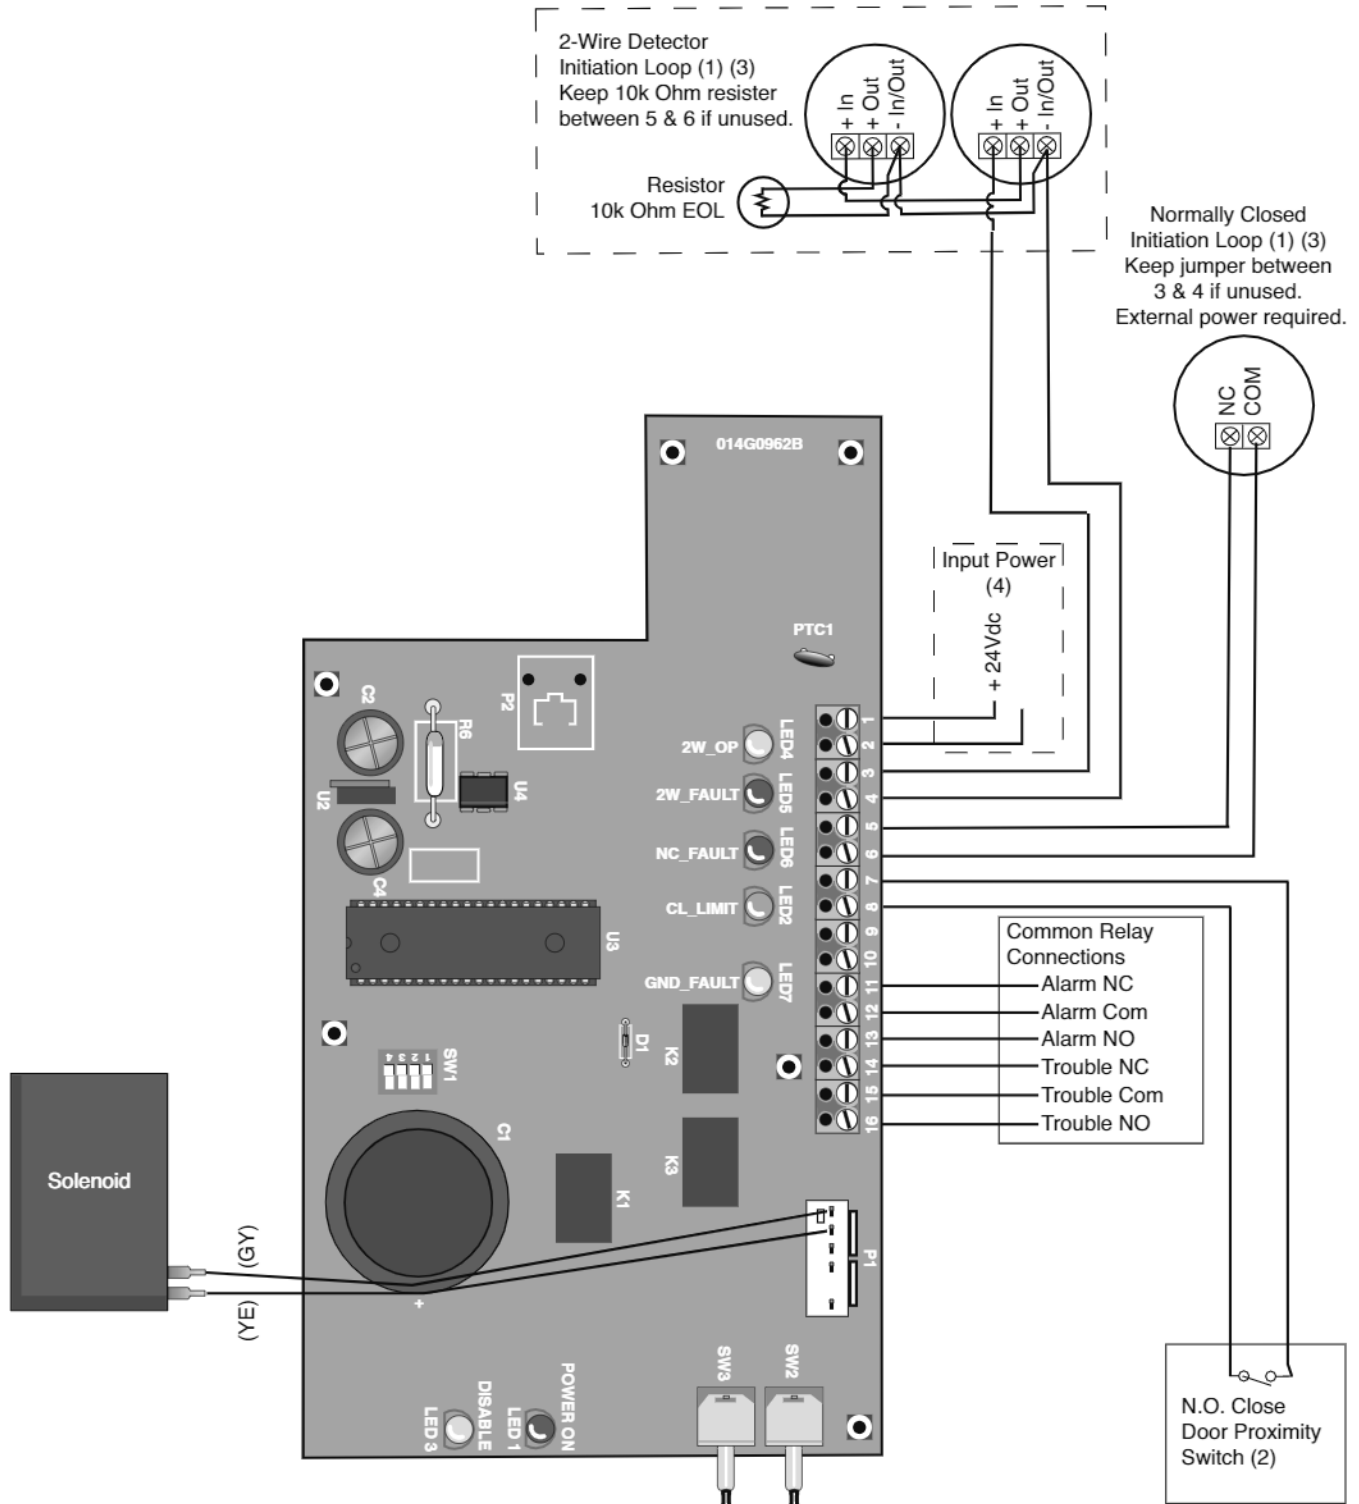 2-Wire Detector
Initiation Loop (1) (3)
Keep 10k Ohm resister
between 5 & 6 if unused.
+ In
+ Out
- In/Out
+ In
+ Out
- In/Out
Resistor
10k Ohm EOL
Normally Closed
Initiation Loop (1) (3)
Keep jumper between
3 & 4 if unused.
External power required.
NC
COM
014G0962B
Input Power
(4)
+ 24Vdc
PTC1
C2
R6
P2
U2
U4
C4
2W_OP
LED4
2W_FAULT
LED5
NC_FAULT
LED6
CL_LIMIT
LED2
GND_FAULT
LED7
1
2
3
4
5
6
7
8
9
10
11
12
13
14
15
16
U3
Common Relay
Connections
Alarm NC
Alarm Com
Alarm NO
Trouble NC
Trouble Com
Trouble NO
D1
K2
SW1
1
2
3
4
C1
K3
K1
Solenoid
(GY)
(YE)
+
P1
SW3
SW2
DISABLE
LED 3
POWER ON
LED 1
N.O. Close
Door Proximity
Switch (2)